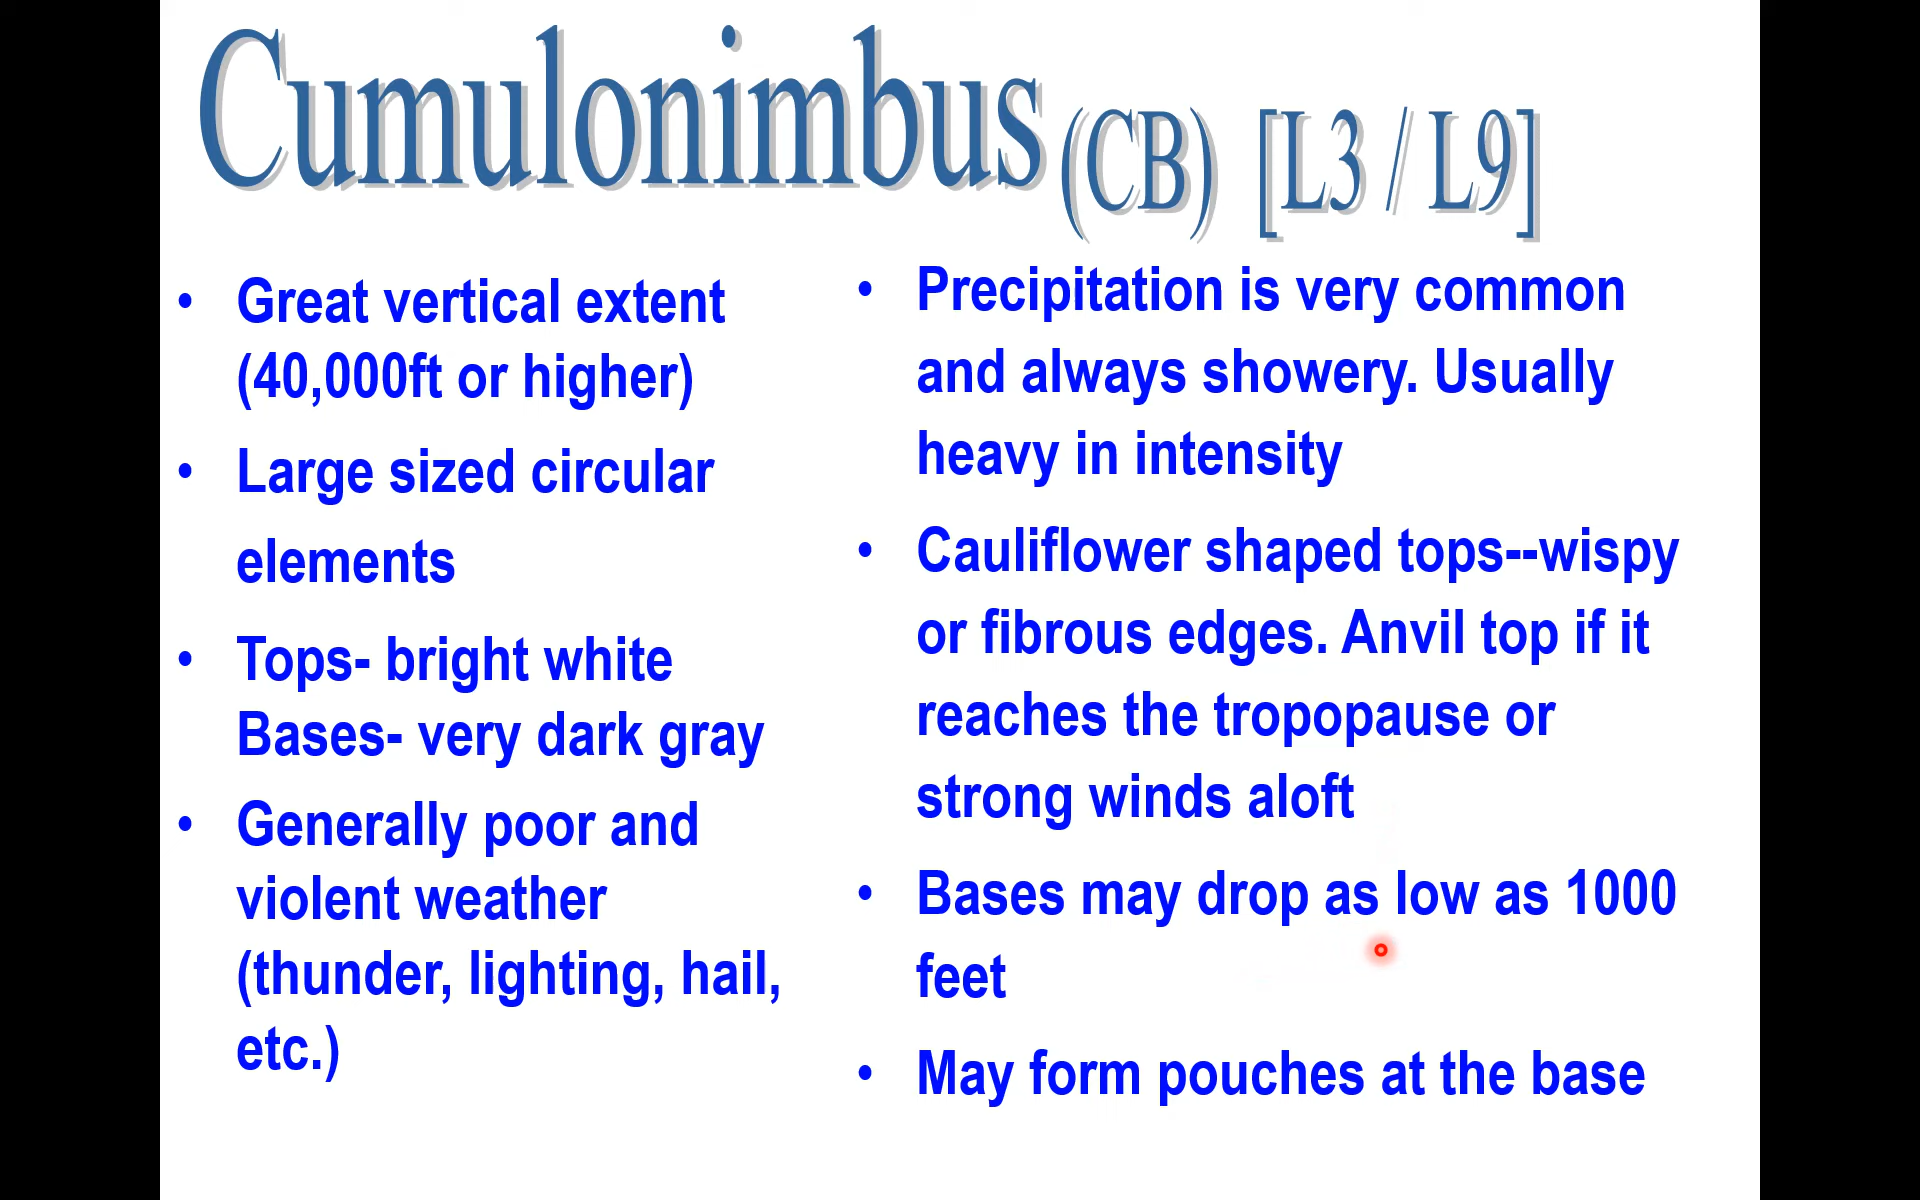 Cumulonimbus (CB) [L3 / L9]
• Great vertical extent
(40,000ft or higher)
• Large sized circular
elements
• Tops- bright white
Bases- very dark gray
• Generally poor and
violent weather
(thunder, lighting, hail,
etc.)
• Precipitation is very common
and always showery. Usually
heavy in intensity
• Cauliflower shaped tops--wispy
or fibrous edges. Anvil top if it
reaches the tropopause or
strong winds aloft
• Bases may drop as low as 1000
feet
• May form pouches at the base